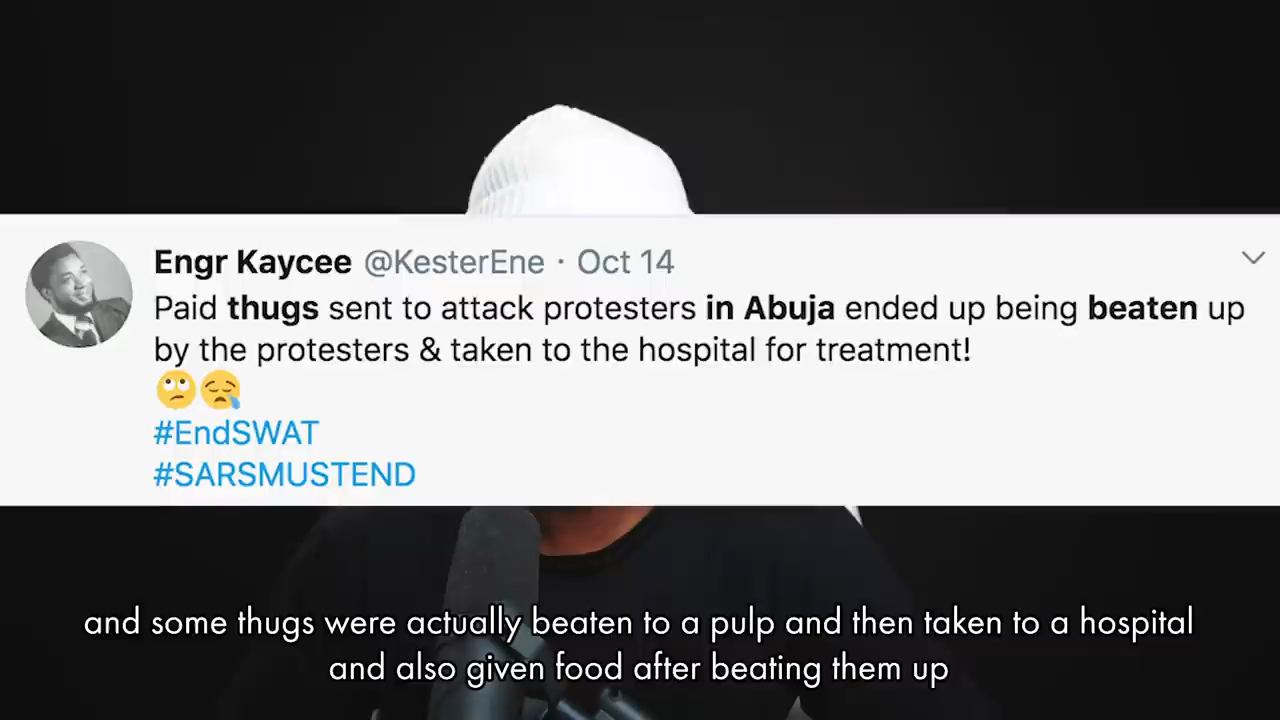 Engr Kaycee @KesterEne · Oct 14
Paid thugs sent to attack protesters in Abuja ended up being beaten up
by the protesters & taken to the hospital for treatment!
🙄😪
#EndSWAT
#SARSMUSTEND
and some thugs were actually beaten to a pulp and then taken to a hospital
and also given food after beating them up